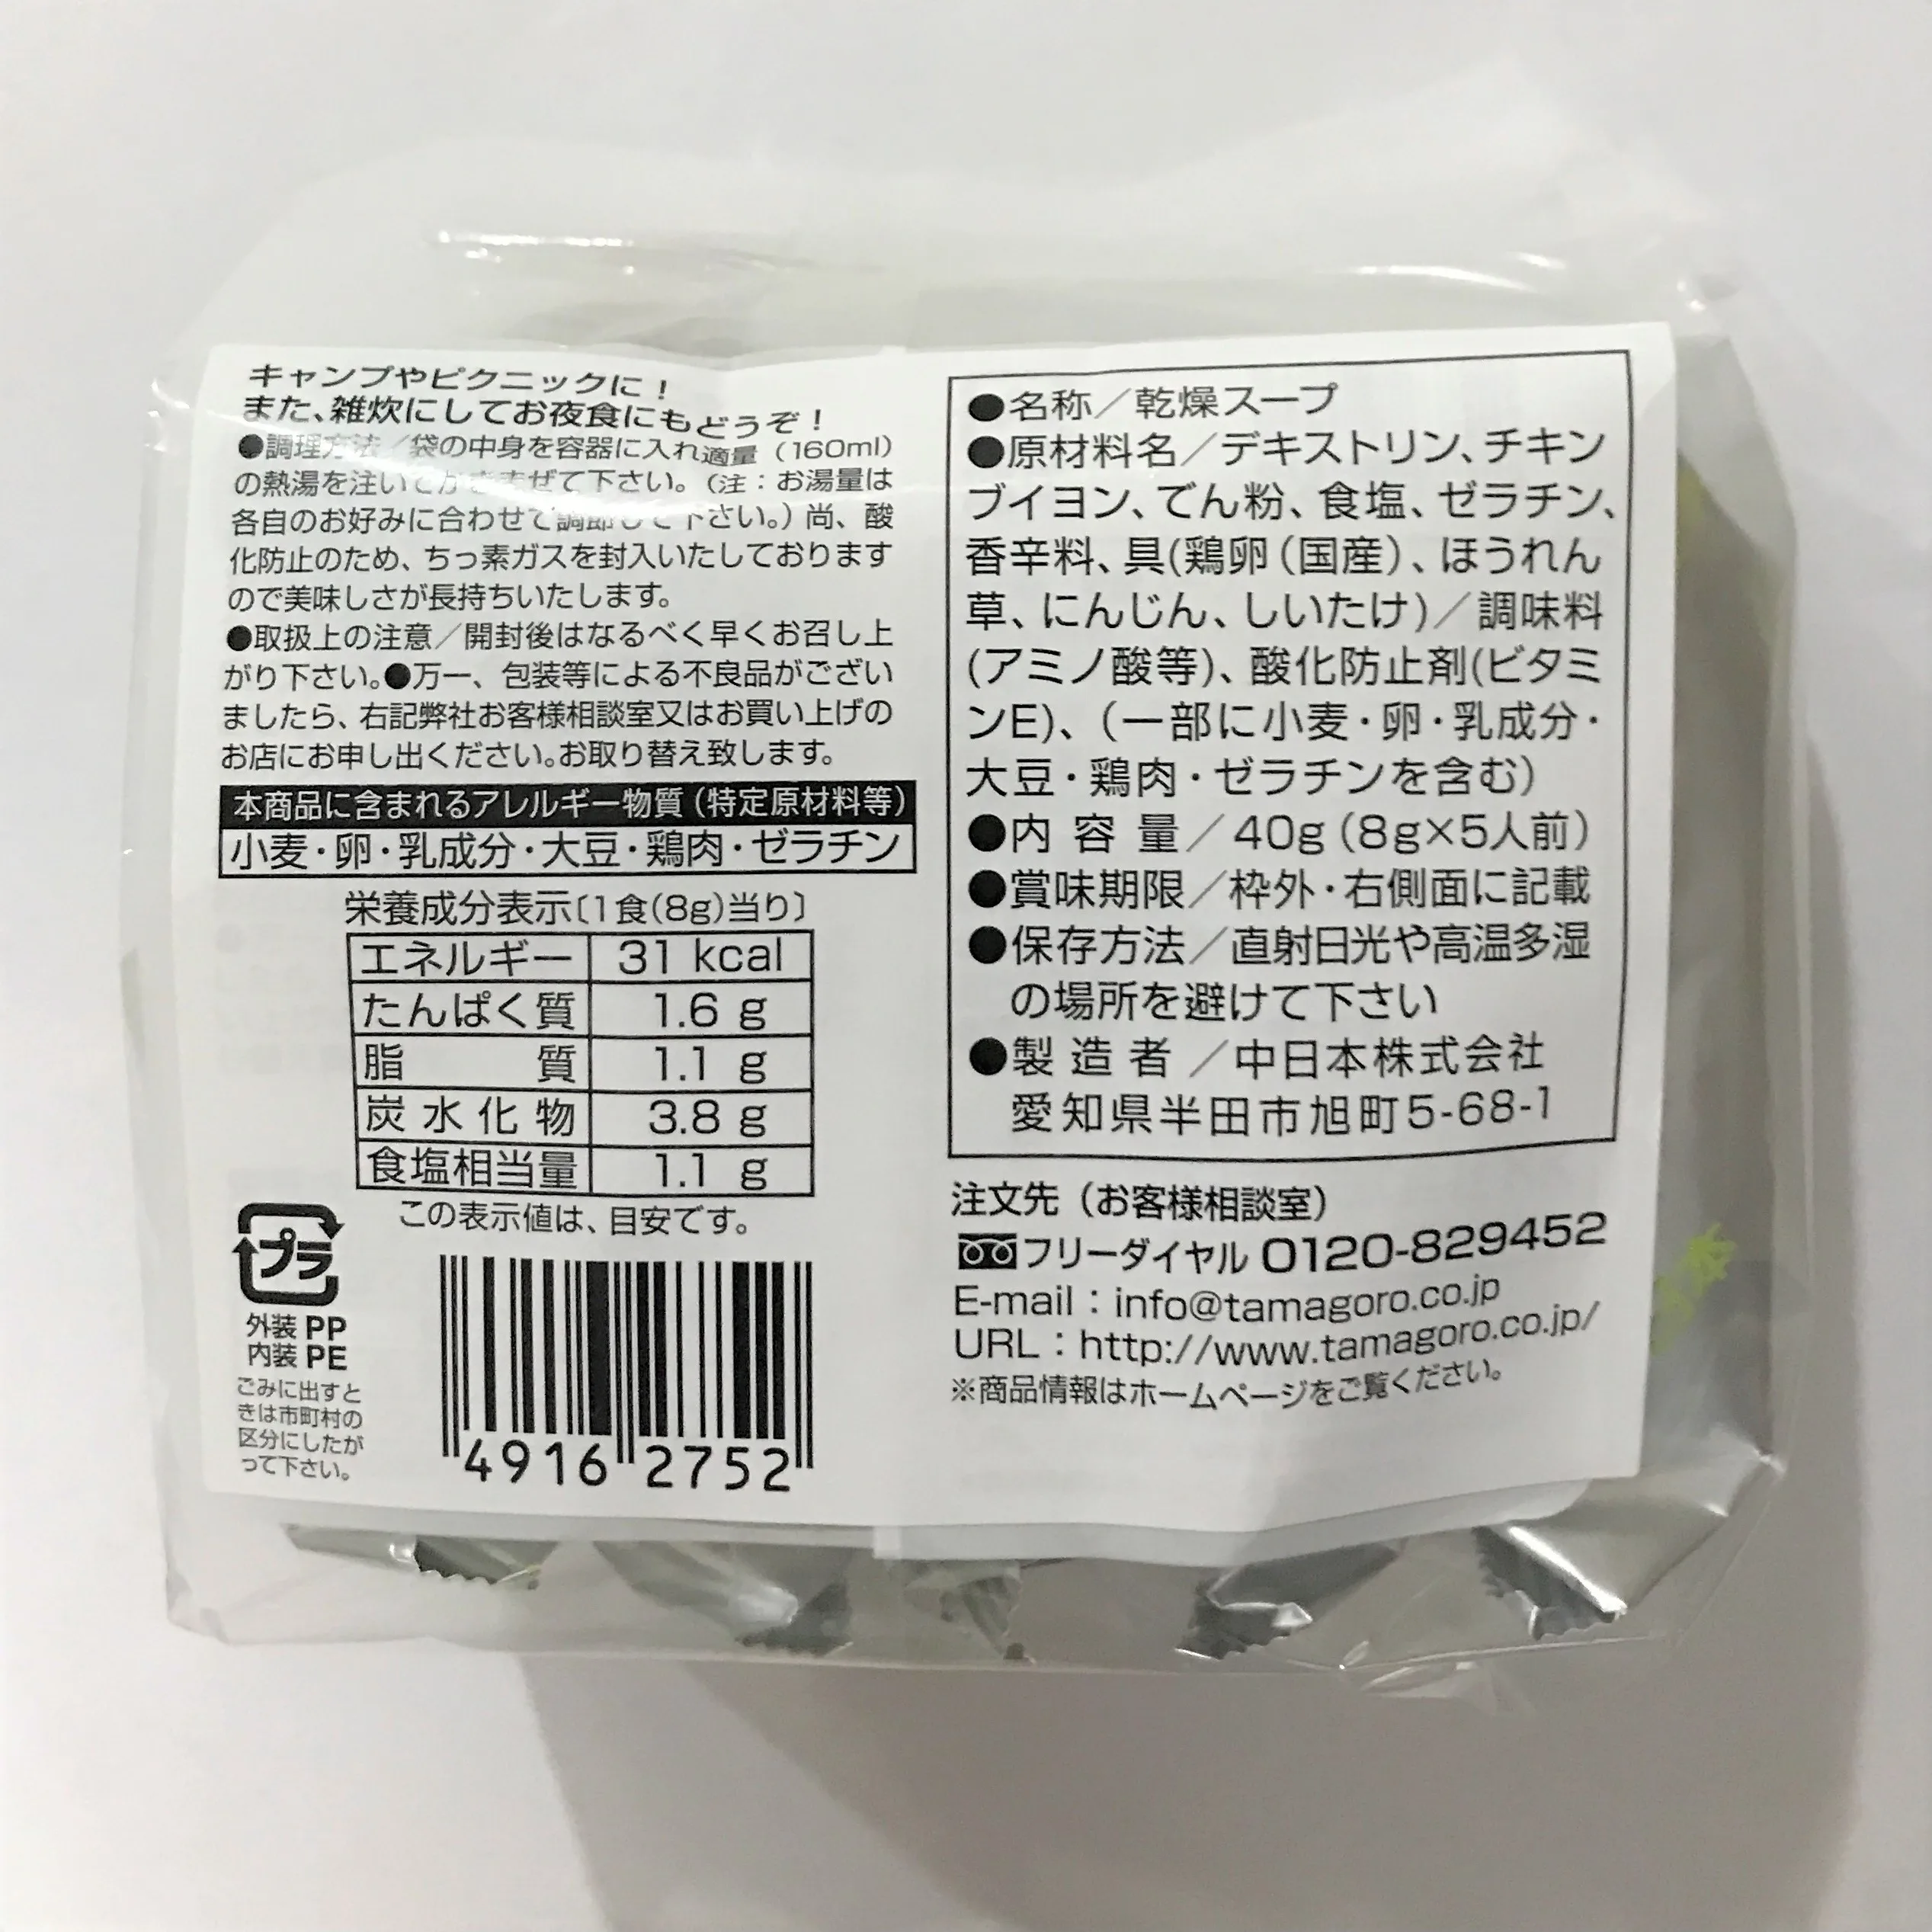 キャンプやピクニックに！
また、雑炊にしてお夜食にもどうぞ！
●調理方法／袋の中身を容器に入れ適量（160ml）
の熱湯を注いでかきまぜて下さい。（注：お湯量は
各自のお好みに合わせて調節して下さい。）尚、酸
化防止のため、ちっ素ガスを封入いたしております
ので美味しさが長持ちいたします。
●取扱上の注意／開封後はなるべく早くお召し上
がり下さい。●万一、包装等による不良品がござい
ましたら、右記弊社お客様相談室又はお買い上げの
お店にお申し出ください。お取り替え致します。
本商品に含まれるアレルギー物質（特定原材料等）
小麦・卵・乳成分・大豆・鶏肉・ゼラチン
栄養成分表示〔1食(8g)当り〕
エネルギー 31 kcal
たんぱく質 1.6 g
脂質 1.1 g
炭水化物 3.8 g
食塩相当量 1.1 g
この表示値は、目安です。
プラ
外装 PP
内装 PE
ごみに出すと
きは市町村の
区分にしたが
って下さい。
4916 2752
●名称／乾燥スープ
●原材料名／デキストリン、チキン
ブイヨン、でん粉、食塩、ゼラチン、
香辛料、具(鶏卵（国産）、ほうれん
草、にんじん、しいたけ)／調味料
(アミノ酸等)、酸化防止剤(ビタミ
ンE)、（一部に小麦・卵・乳成分・
大豆・鶏肉・ゼラチンを含む）
●内容量／40g（8g×5人前）
●賞味期限／枠外・右側面に記載
●保存方法／直射日光や高温多湿
の場所を避けて下さい
●製造者／中日本株式会社
愛知県半田市旭町5-68-1
注文先（お客様相談室）
フリーダイヤル 0120-829452
E-mail：info@tamagoro.co.jp
URL：http://www.tamagoro.co.jp/
※商品情報はホームページをご覧ください。